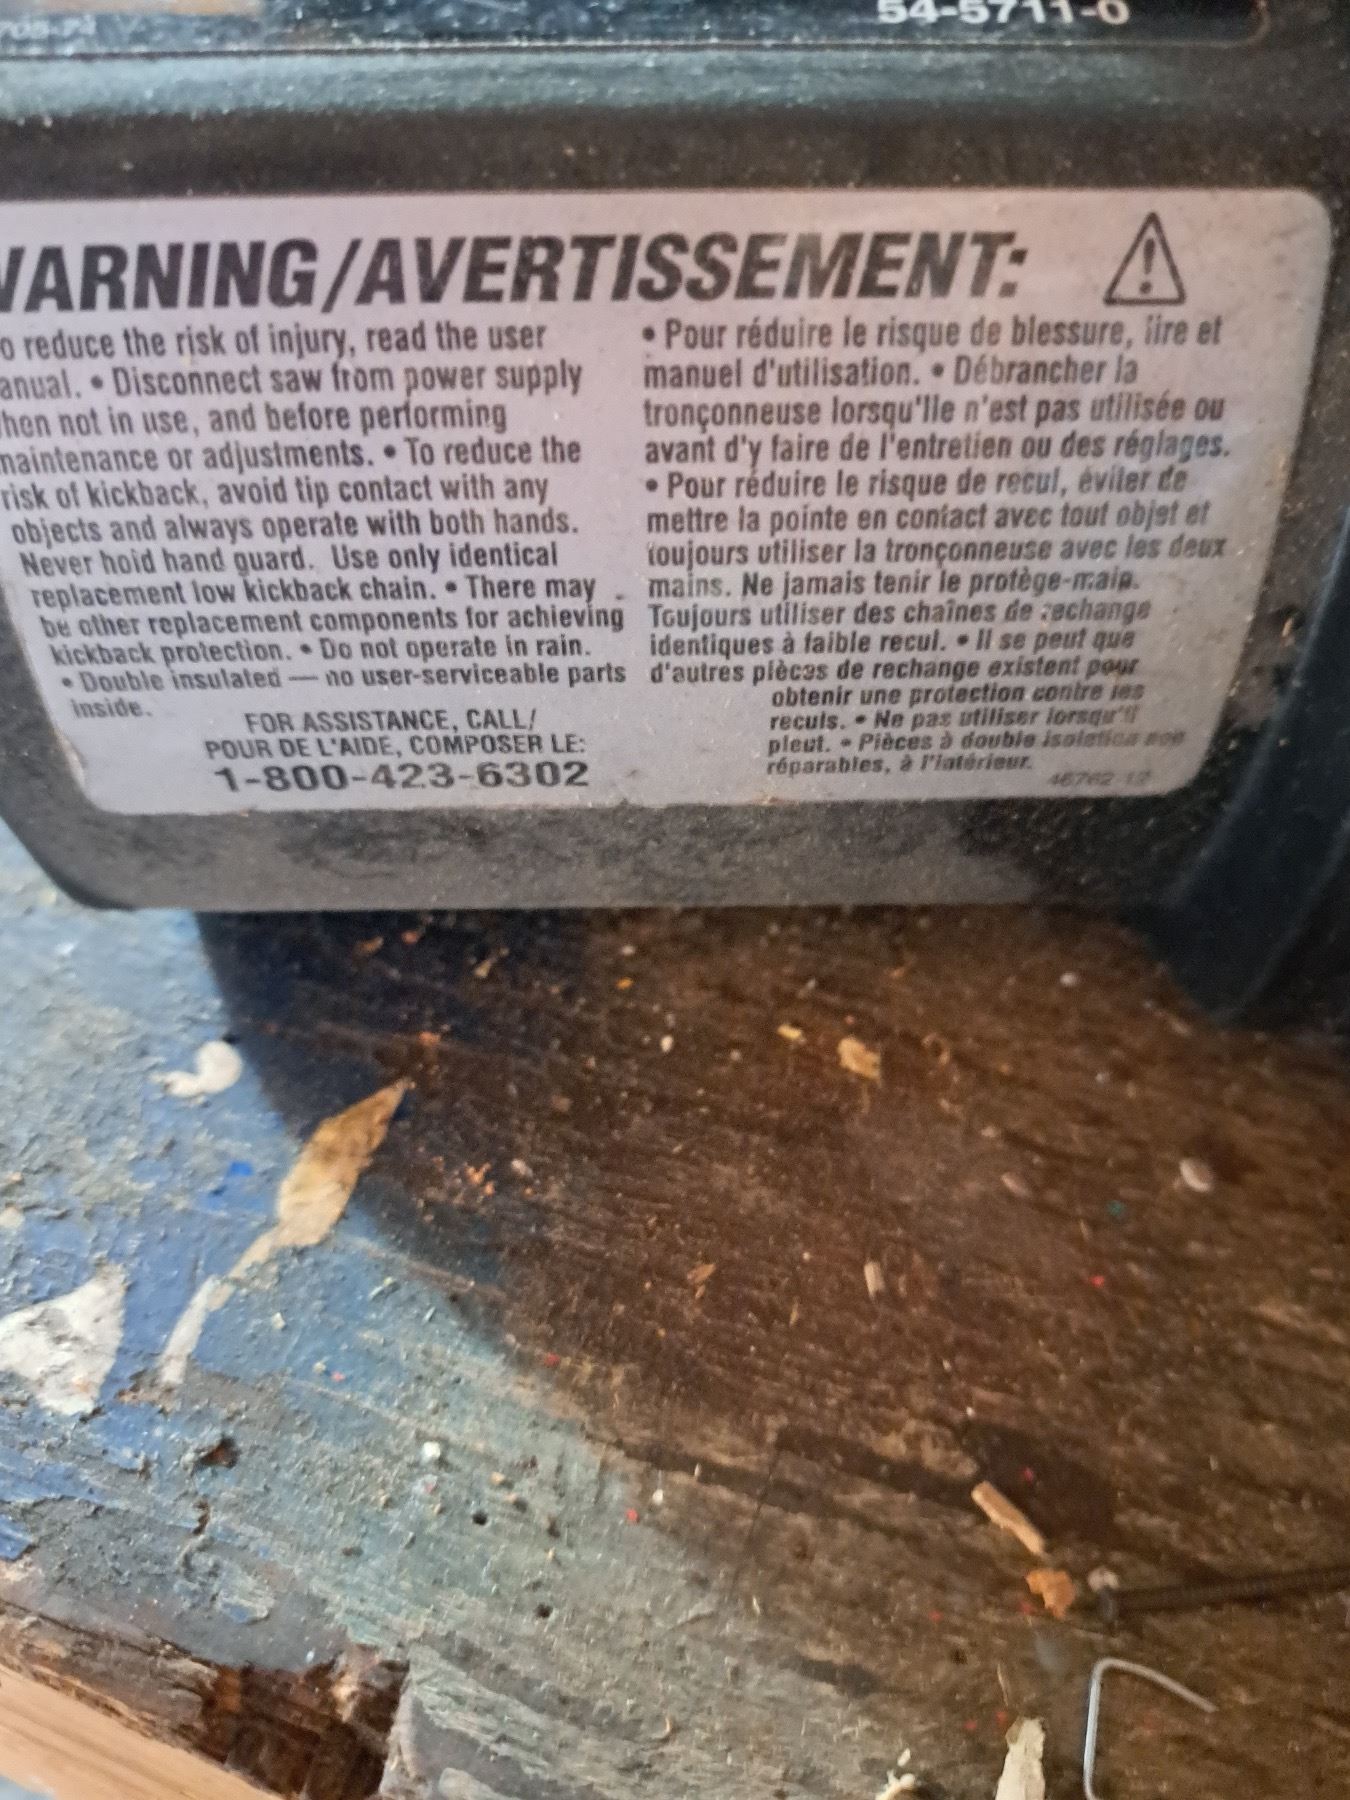 54-5711-0
WARNING/AVERTISSEMENT:
o reduce the risk of injury, read the user
anual. • Disconnect saw from power supply
hen not in use, and before performing
maintenance or adjustments. • To reduce the
risk of kickback, avoid tip contact with any
objects and always operate with both hands.
Never hold hand guard. Use only identical
replacement low kickback chain. • There may
be other replacement components for achieving
kickback protection. • Do not operate in rain.
• Double insulated — no user-serviceable parts
inside.
FOR ASSISTANCE, CALL/
POUR DE L'AIDE, COMPOSER LE:
1-800-423-6302
• Pour réduire le risque de blessure, lire et
manuel d'utilisation. • Débrancher la
tronçonneuse lorsqu'lle n'est pas utilisée ou
avant d'y faire de l'entretien ou des réglages.
• Pour réduire le risque de recul, éviter de
mettre la pointe en contact avec tout objet et
toujours utiliser la tronçonneuse avec les deux
mains. Ne jamais tenir le protège-main.
Toujours utiliser des chaînes de rechange
identiques à faible recul. • Il se peut que
d'autres pièces de rechange existent pour
obtenir une protection contre les
reculs. • Ne pas utiliser lorsqu'il
pleut. • Pièces à double isolation non
réparables, à l'intérieur.